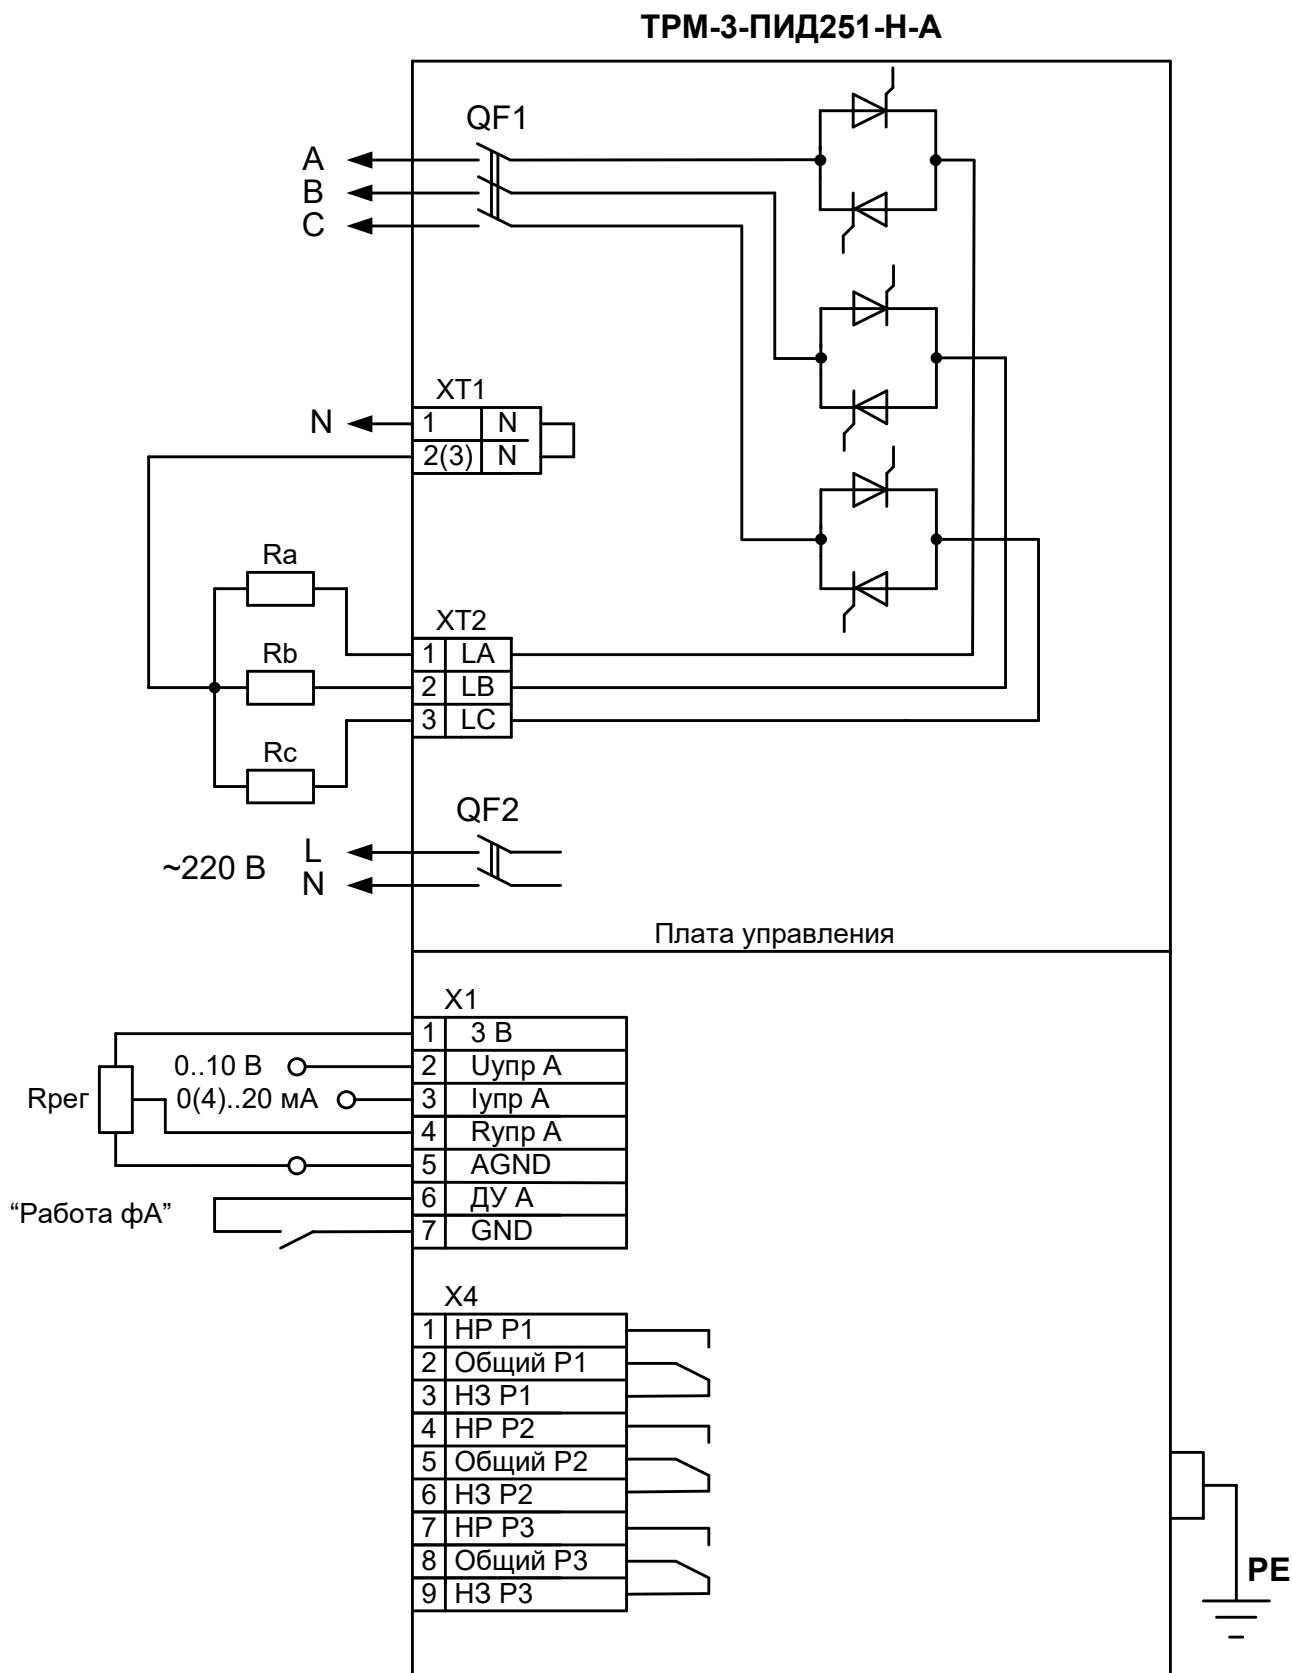 ТРМ-3-ПИД251-Н-А
QF1
A
B
C
XT1
N
1 N
2(3) N
Ra
XT2
Rb
1 LA
2 LB
3 LC
Rc
QF2
~220 В
L
N
Плата управления
X1
1 3 В
0..10 В 2 Uупр А
Rрег 0(4)..20 мА 3 Iупр А
4 Rупр А
5 AGND
“Работа фА” 6 ДУ А
7 GND
X4
1 НР Р1
2 Общий Р1
3 НЗ Р1
4 НР Р2
5 Общий Р2
6 НЗ Р2
7 НР Р3
8 Общий Р3
9 НЗ Р3
PE